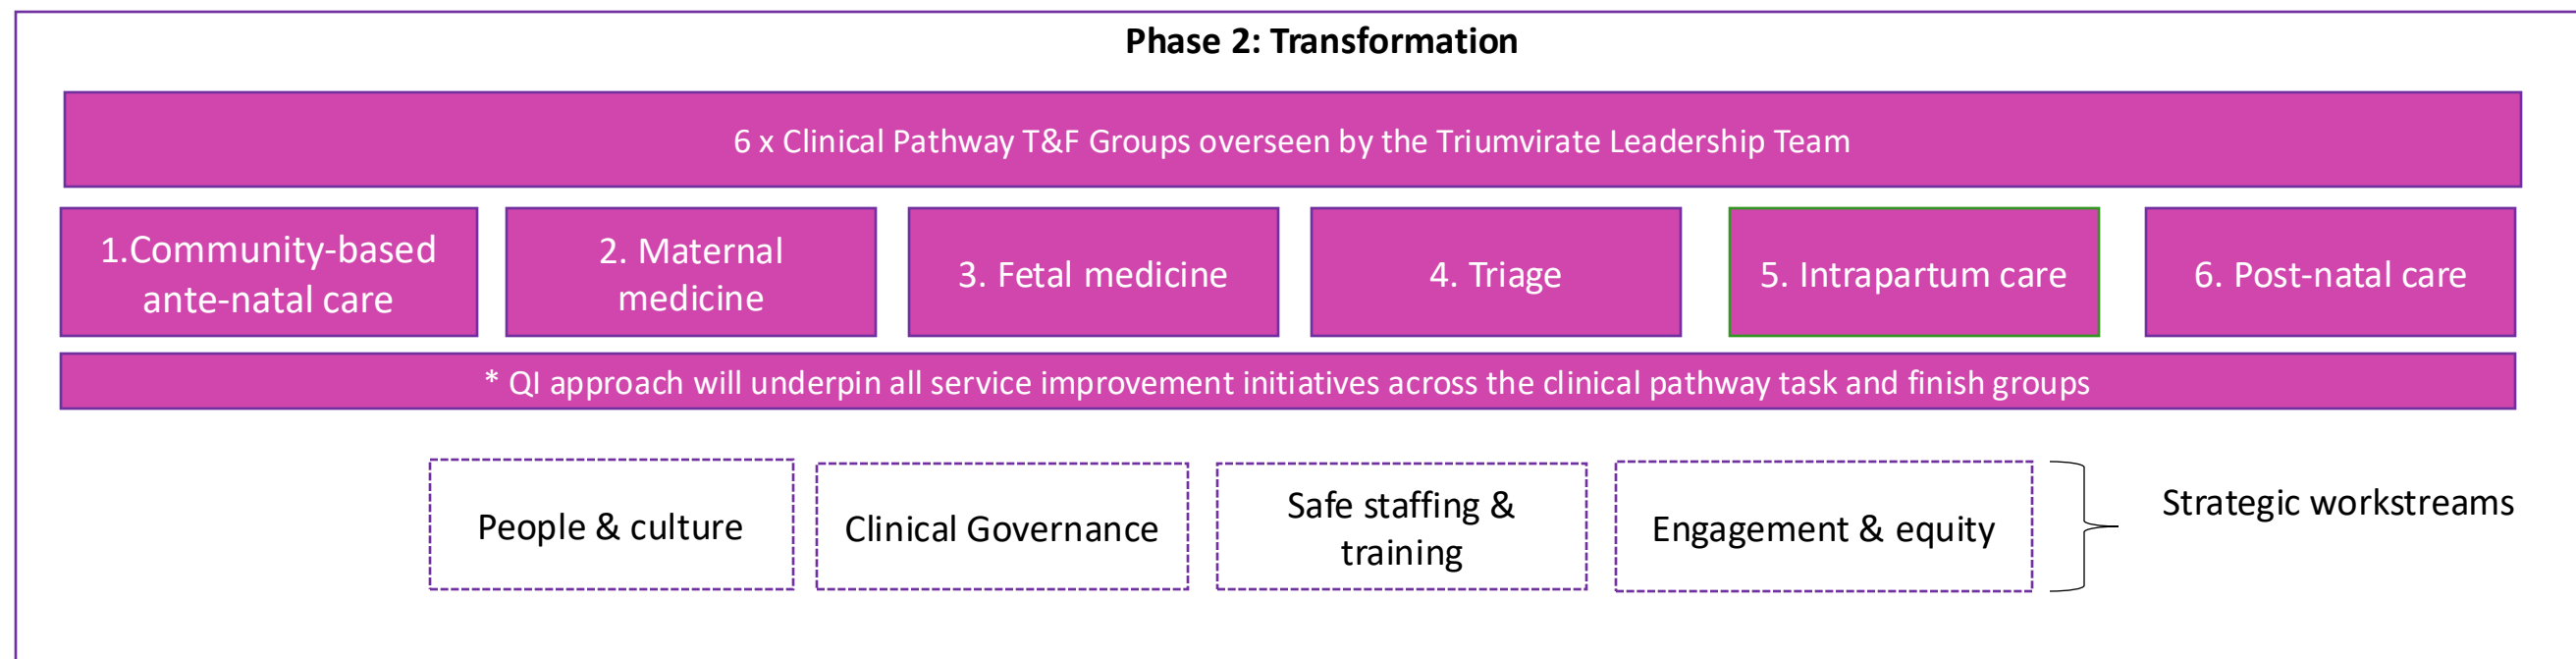 Phase 2: Transformation
6 x Clinical Pathway T&F Groups overseen by the Triumvirate Leadership Team
1.Community-based
ante-natal care
2. Maternal
medicine
3. Fetal medicine
4. Triage
5. Intrapartum care
6. Post-natal care
* QI approach will underpin all service improvement initiatives across the clinical pathway task and finish groups
People & culture
Clinical Governance
Safe staffing &
training
Engagement & equity
Strategic workstreams